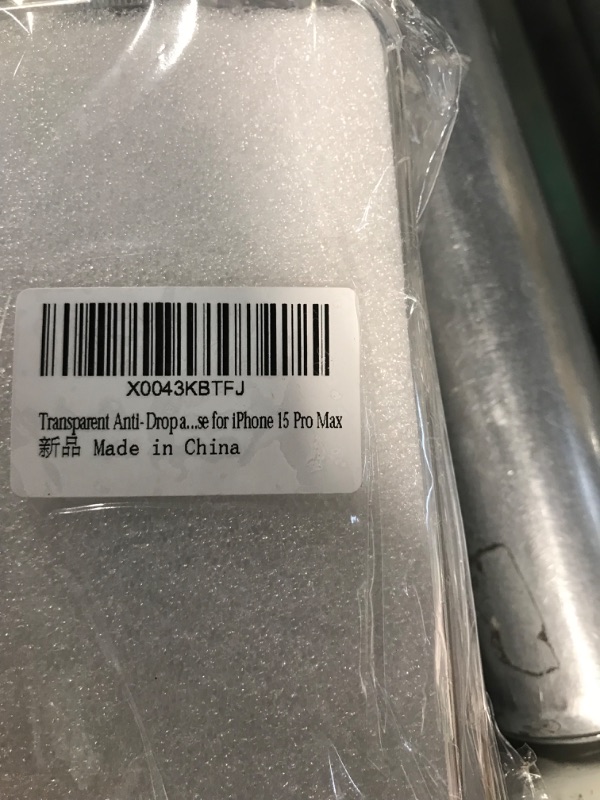 X0043KBTFJ
Transparent Anti-Drop a...se for iPhone 15 Pro Max
新品 Made in China